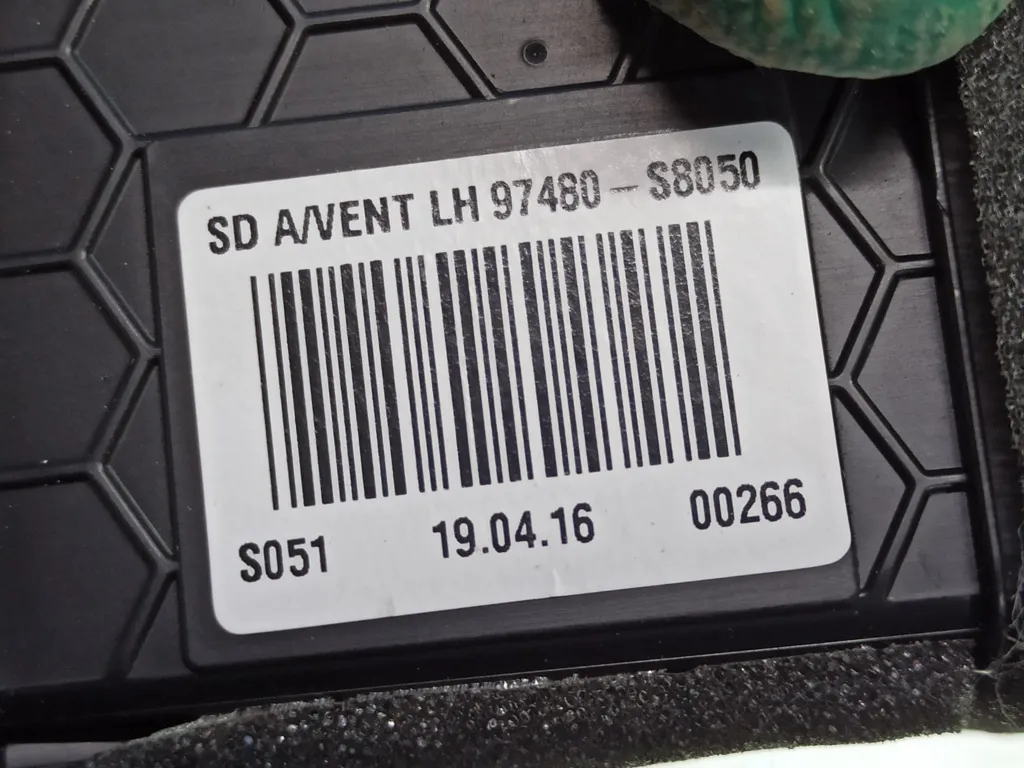 SD A/VENT LH 97480-S8050
S051 19.04.16 00266